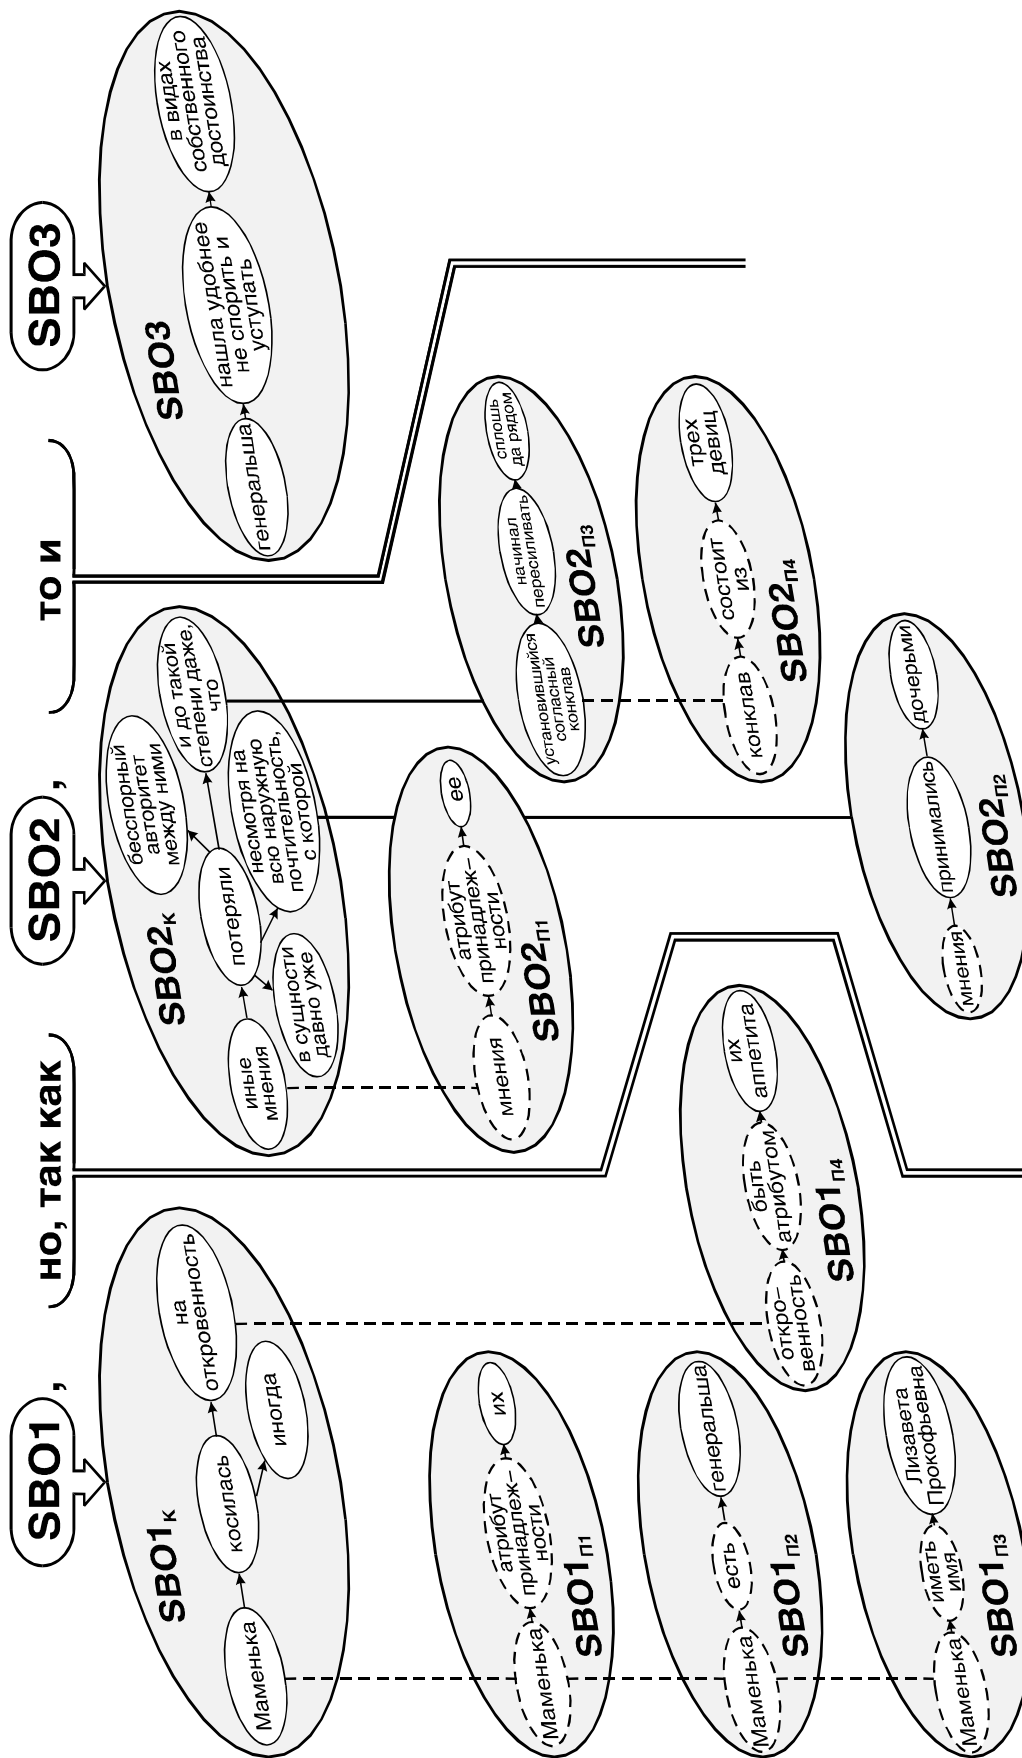 SBO1,
но, так как
SBO2,
то и
SBO3
SBO1К
Маменька
косилась
на
откровенность
иногда
SBO2К
иные
мнения
потеряли
бесспорный
авторитет
между ними
и до такой
степени даже,
что
несмотря на
всю наружную
почтительность,
с которой
в сущности
давно уже
SBO3
генеральша
нашла удобнее
не спорить и
уступать
в видах
собственного
достоинства
Маменька
атрибут
принадлеж–
ности
их
SBO1П1
Маменька
есть
генеральша
SBO1П2
Маменька
иметь
имя
Лизавета
Прокофьевна
SBO1П3
откро–
венность
быть
атрибутом
их
аппетита
SBO1П4
мнения
атрибут
принадлеж–
ности
ее
SBO2П1
мнения
принимались
дочерьми
SBO2П2
установившийся
согласный
конклав
начинал
пересиливать
сплошь
да рядом
SBO2П3
конклав
состоит
из
трех
девиц
SBO2П4